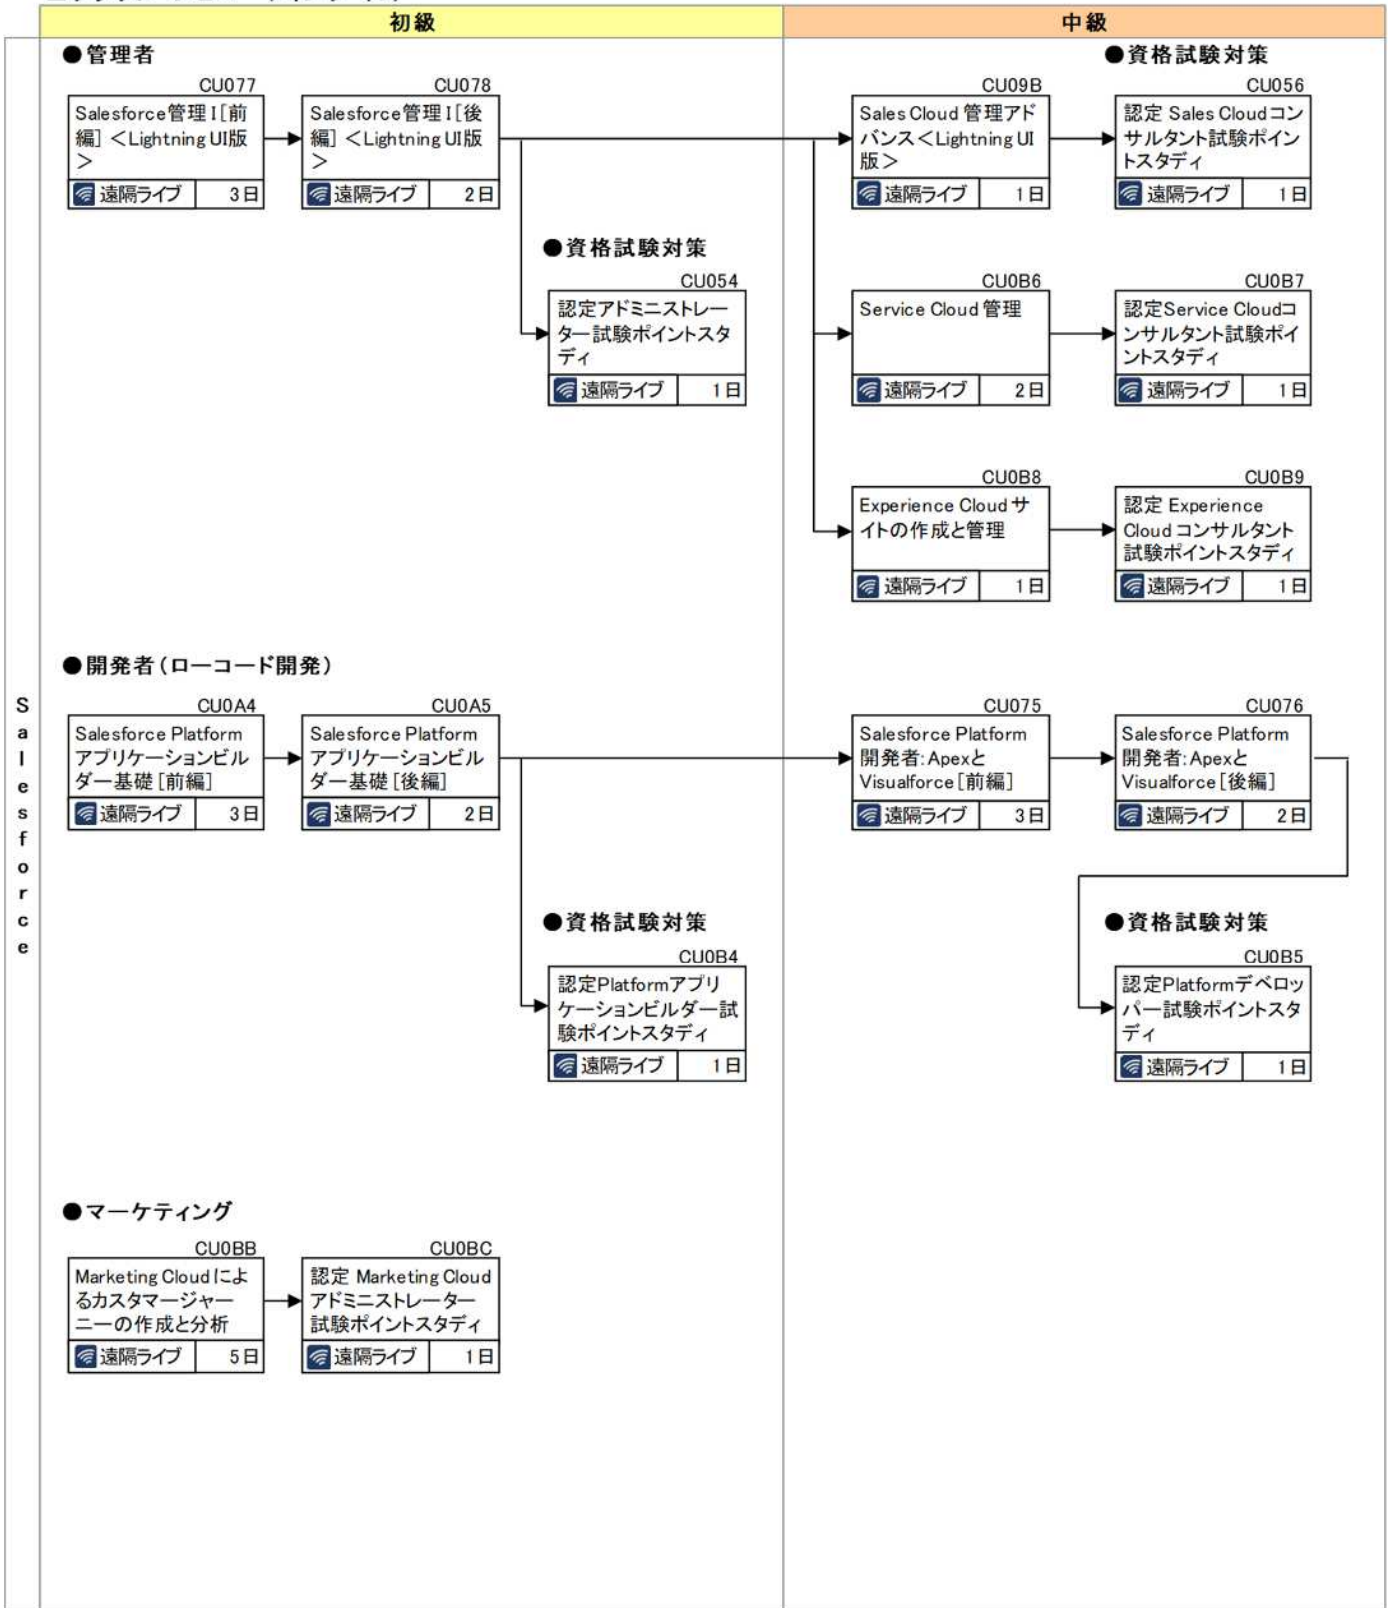 初級
中級
●管理者
●資格試験対策
CU077
CU078
CU09B
CU056
Salesforce管理Ⅰ[前
編]＜Lightning UI版
＞
遠隔ライブ 3日
Salesforce管理Ⅰ[後
編]＜Lightning UI版
＞
遠隔ライブ 2日
Sales Cloud 管理アド
バンス＜Lightning UI
版＞
遠隔ライブ 1日
認定 Sales Cloudコン
サルタント試験ポイン
トスタディ
遠隔ライブ 1日
●資格試験対策
CU054
認定アドミニストレー
ター試験ポイントスタ
ディ
遠隔ライブ 1日
CU0B6
Service Cloud 管理
遠隔ライブ 2日
CU0B7
認定Service Cloudコ
ンサルタント試験ポイ
ントスタディ
遠隔ライブ 1日
CU0B8
Experience Cloud サ
イトの作成と管理
遠隔ライブ 1日
CU0B9
認定 Experience
Cloud コンサルタント
試験ポイントスタディ
遠隔ライブ 1日
Salesforce
●開発者（ローコード開発）
CU0A4
Salesforce Platform
アプリケーションビル
ダー基礎 [前編]
遠隔ライブ 3日
CU0A5
Salesforce Platform
アプリケーションビル
ダー基礎 [後編]
遠隔ライブ 2日
CU075
Salesforce Platform
開発者:Apexと
Visualforce [前編]
遠隔ライブ 3日
CU076
Salesforce Platform
開発者:Apexと
Visualforce [後編]
遠隔ライブ 2日
●資格試験対策
CU0B4
認定Platformアプリ
ケーションビルダー試
験ポイントスタディ
遠隔ライブ 1日
●資格試験対策
CU0B5
認定Platformデベロッ
パー試験ポイントスタ
ディ
遠隔ライブ 1日
●マーケティング
CU0BB
Marketing Cloud によ
るカスタマージャー
ニーの作成と分析
遠隔ライブ 5日
CU0BC
認定 Marketing Cloud
アドミニストレーター
試験ポイントスタディ
遠隔ライブ 1日